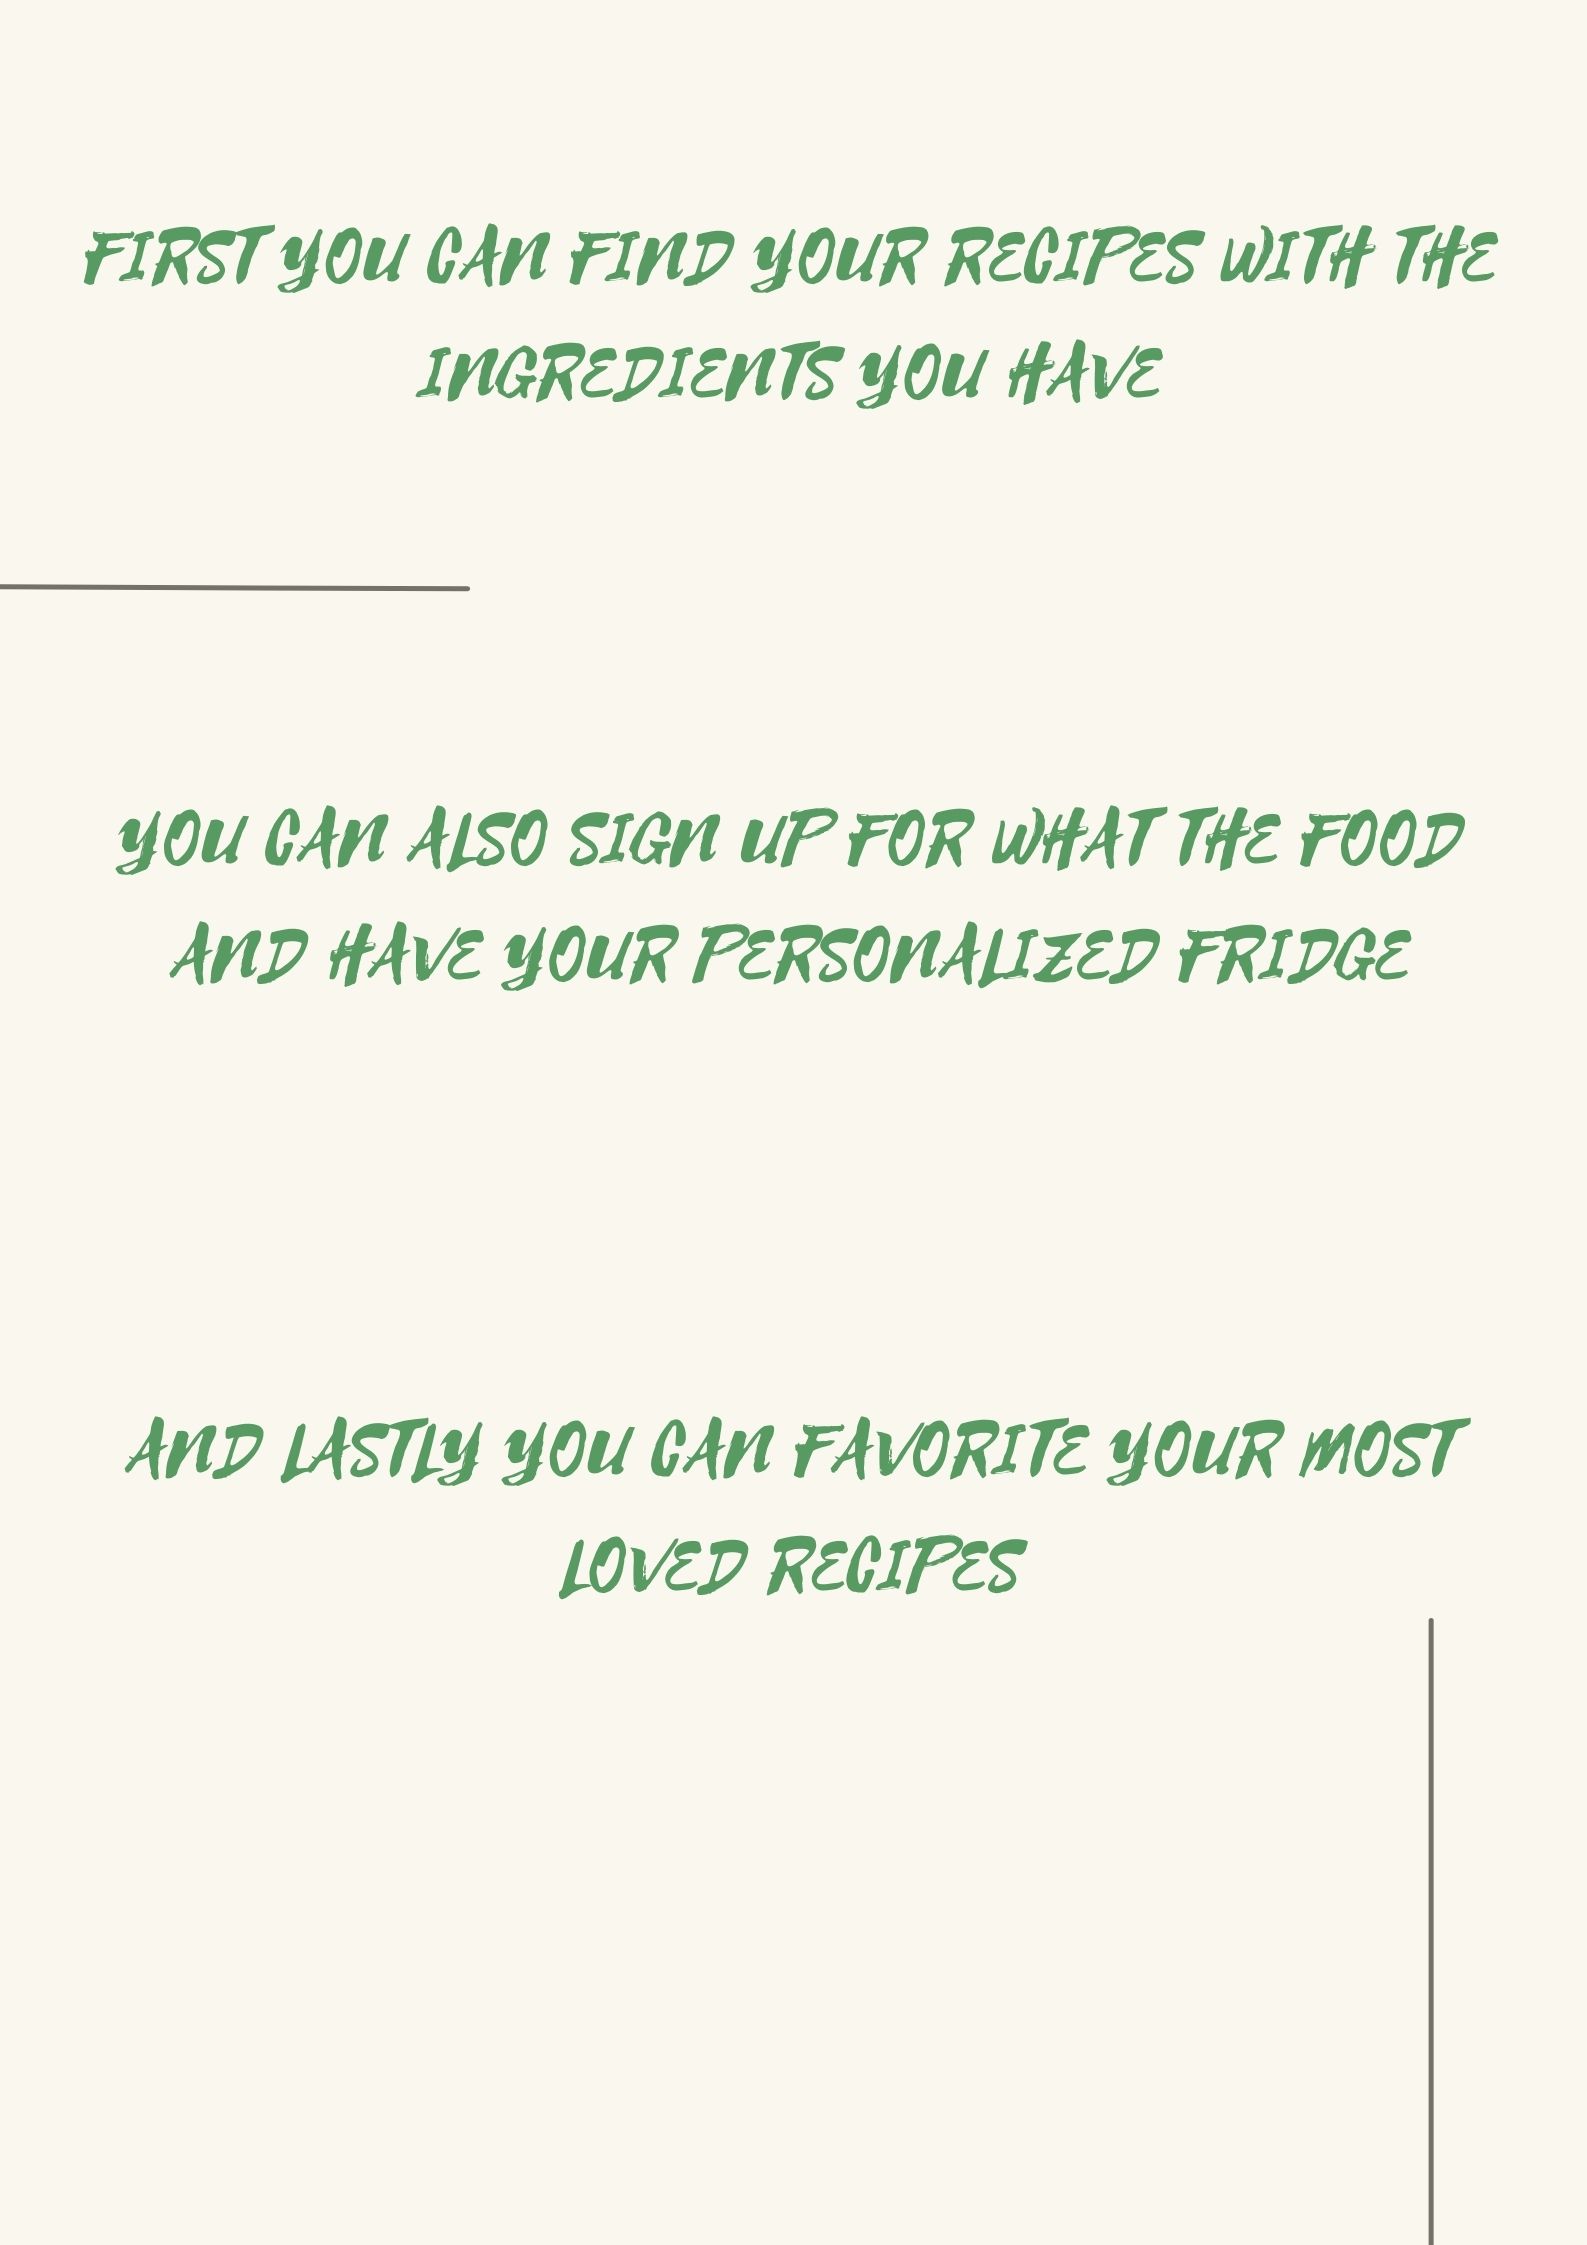 FIRST YOU CAN FIND YOUR RECIPES WITH THE
INGREDIENTS YOU HAVE
YOU CAN ALSO SIGN UP FOR WHAT THE FOOD
AND HAVE YOUR PERSONALIZED FRIDGE
AND LASTLY YOU CAN FAVORITE YOUR MOST
LOVED RECIPES